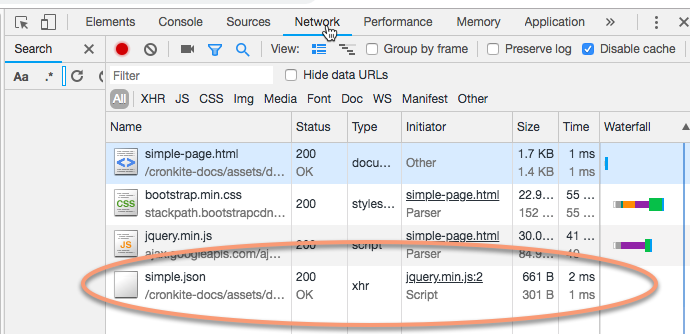 Elements Console Sources Network Performance Memory Application »
Search View: Group by frame Preserve log Disable cache
Aa .* Filter Hide data URLs
All XHR JS CSS Img Media Font Doc WS Manifest Other
Name Status Type Initiator Size Time Waterfall
simple-page.html 200 docu... Other 1.7 KB 1 ms
/cronkite-docs/assets/d... OK 1.4 KB 1 ms
bootstrap.min.css 200 styles... simple-page.html 22.9... 55 ...
stackpath.bootstrapcdn... Parser 152 ... 55 ...
jquery.min.js 200 script simple-page.html 30.0... 41 ...
ajax.googleapis.com/aj... Parser 84.9... 40 ...
simple.json 200 xhr jquery.min.js:2 661 B 2 ms
/cronkite-docs/assets/d... OK Script 301 B 1 ms